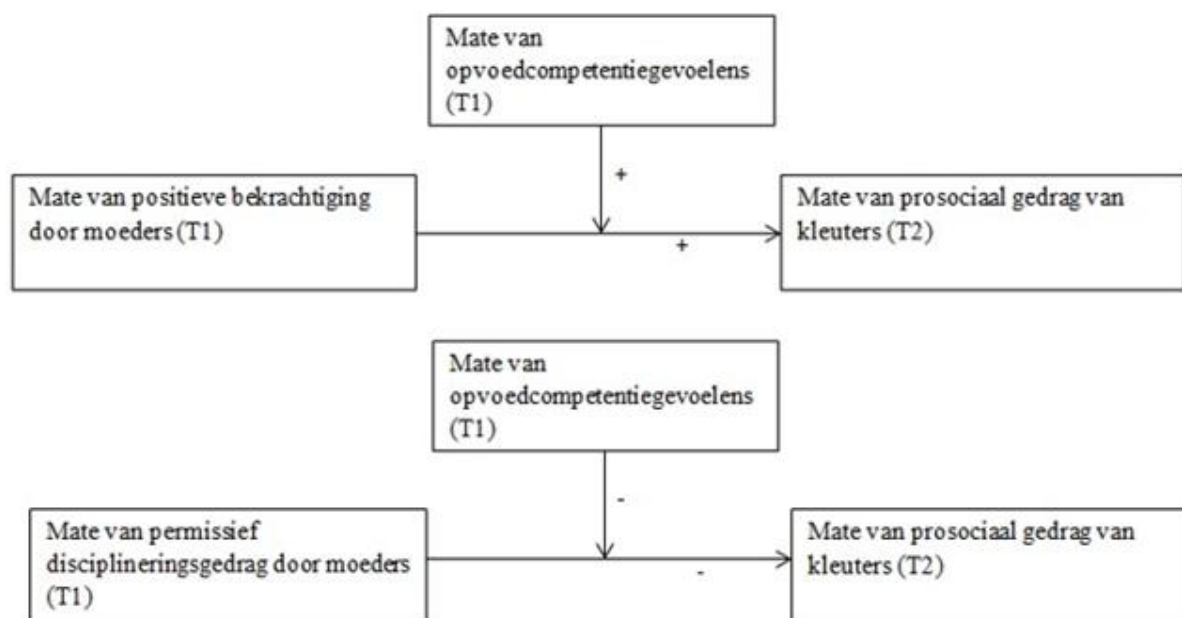 Mate van
opvoedcompetentiegevoelens
(T1)
+
Mate van positieve bekrachtiging
door moeders (T1)
+
Mate van prosociaal gedrag van
kleuters (T2)
Mate van
opvoedcompetentiegevoelens
(T1)
-
Mate van permissief
disciplineringsgedrag door moeders
(T1)
-
Mate van prosociaal gedrag van
kleuters (T2)